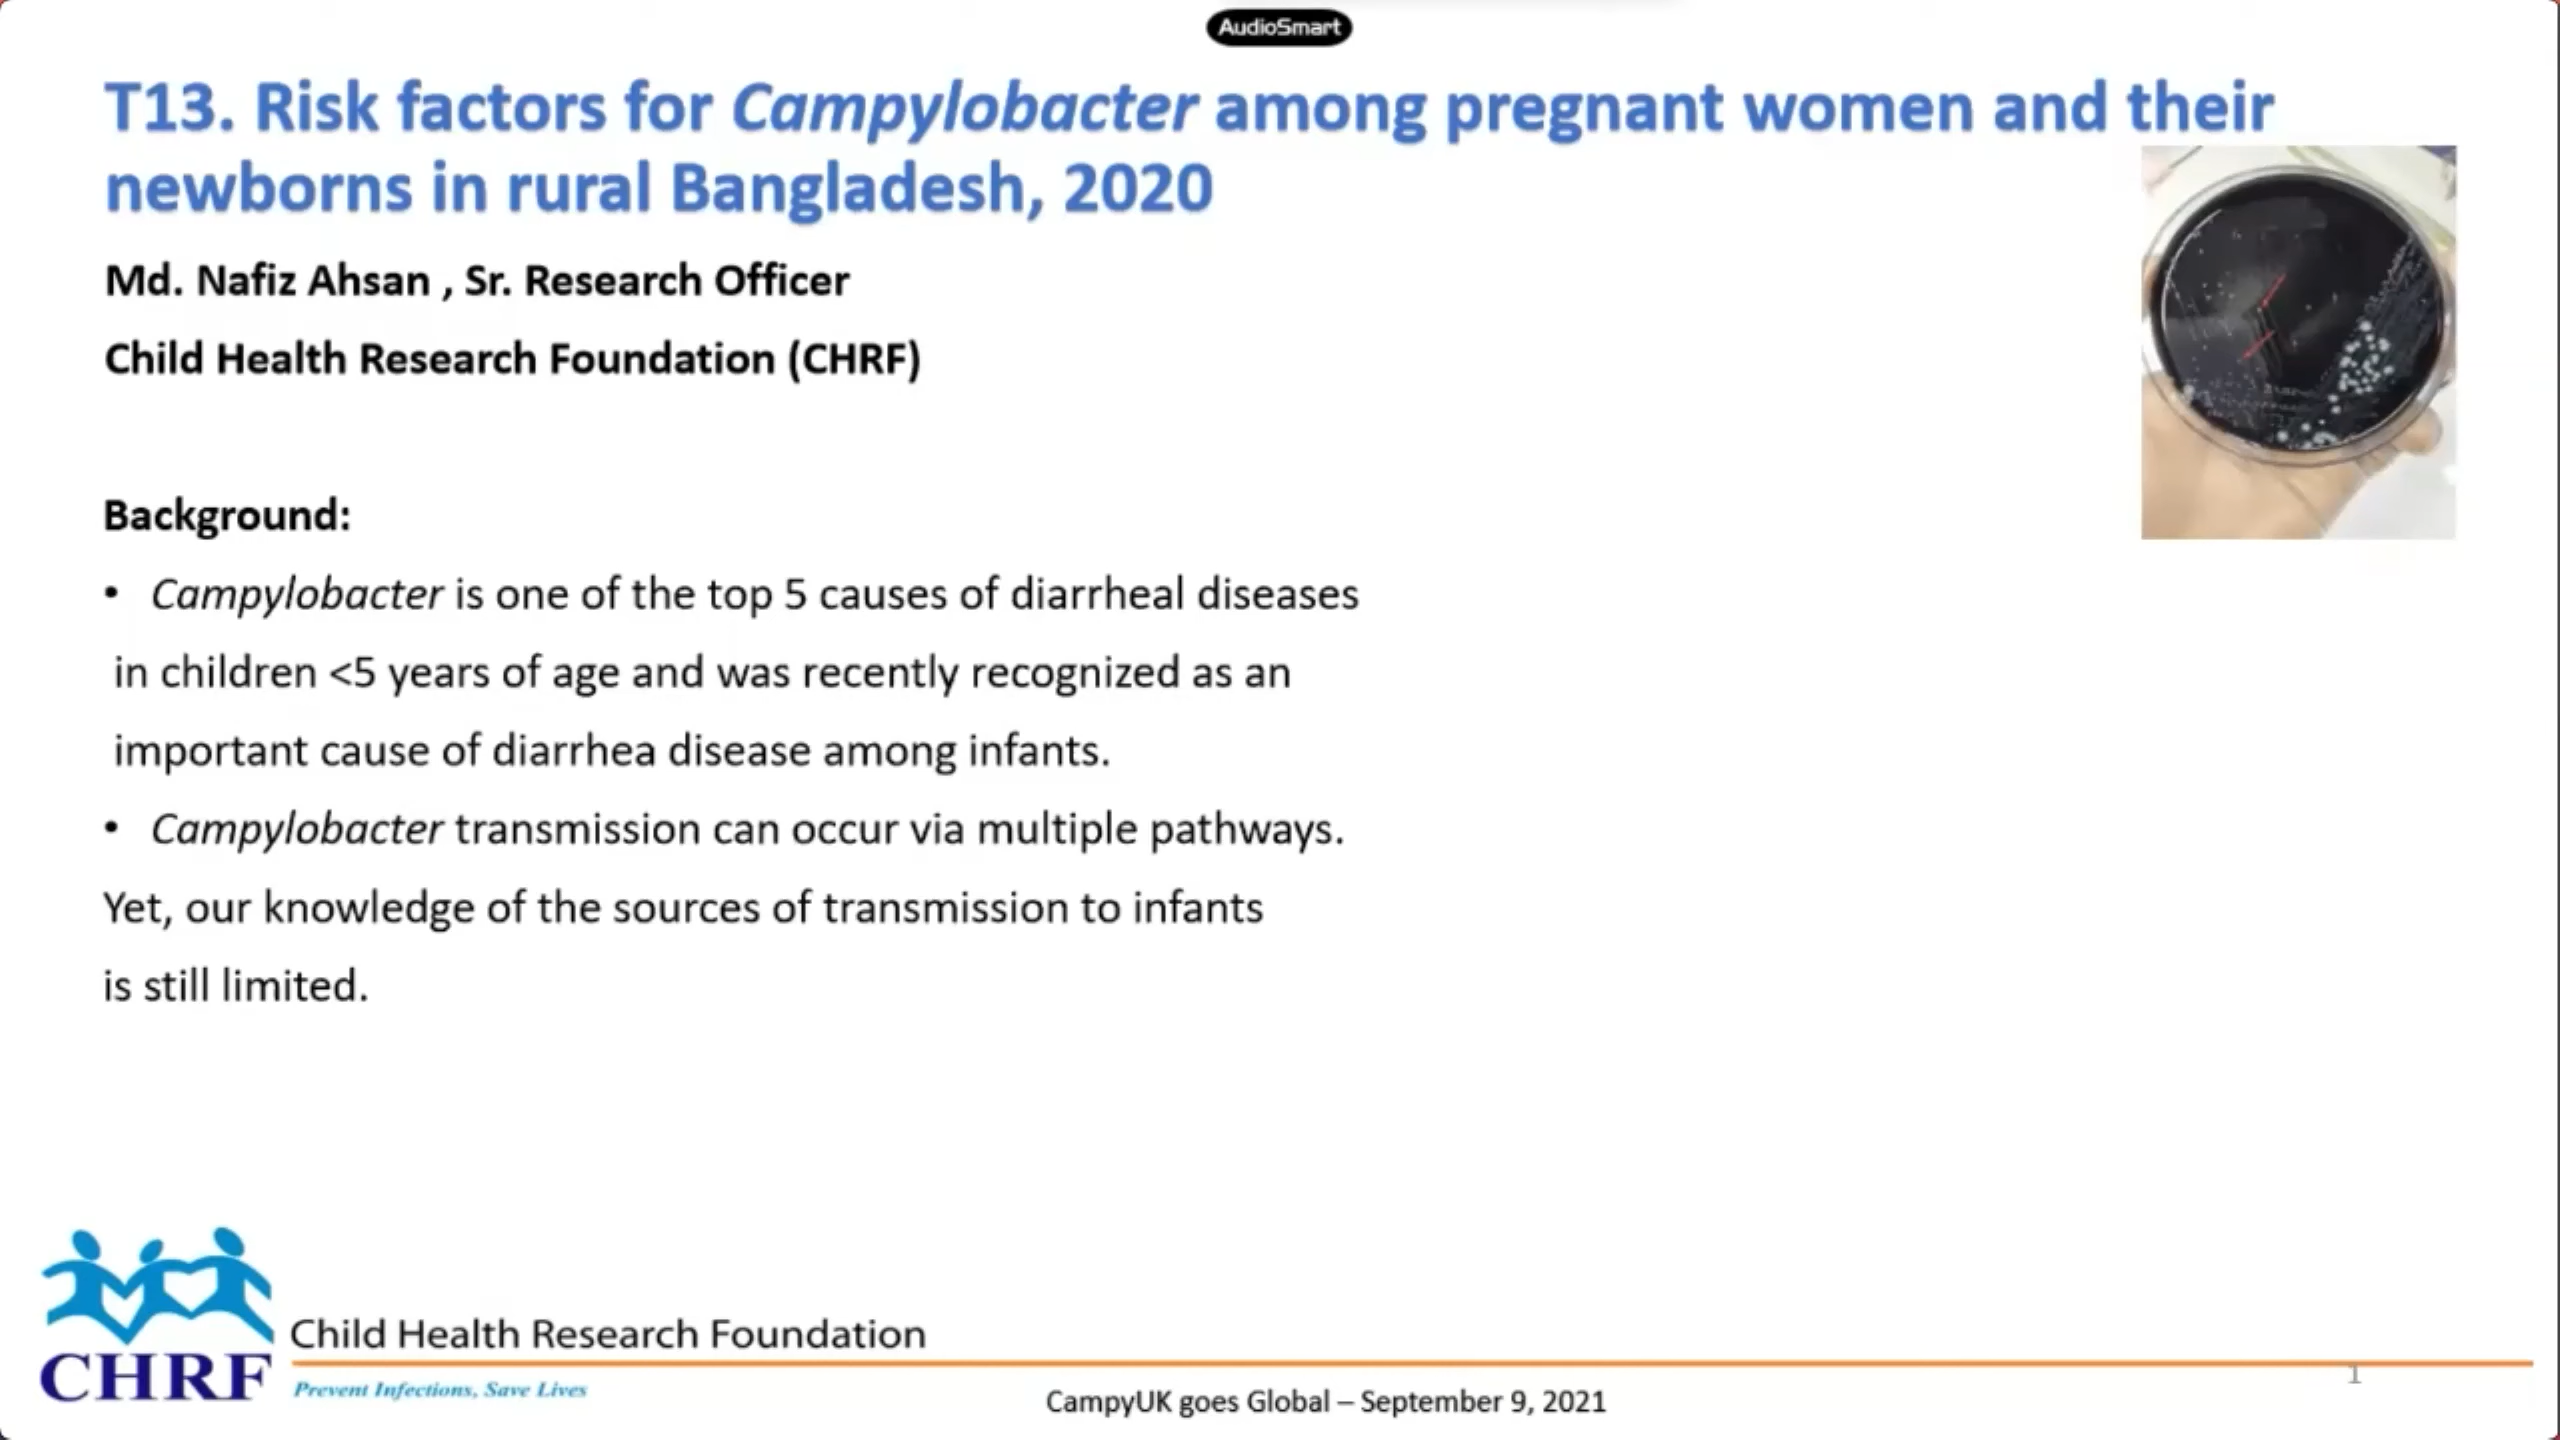 AudioSmart
T13. Risk factors for Campylobacter among pregnant women and their
newborns in rural Bangladesh, 2020
Md. Nafiz Ahsan , Sr. Research Officer
Child Health Research Foundation (CHRF)
Background:
• Campylobacter is one of the top 5 causes of diarrheal diseases
in children <5 years of age and was recently recognized as an
important cause of diarrhea disease among infants.
• Campylobacter transmission can occur via multiple pathways.
Yet, our knowledge of the sources of transmission to infants
is still limited.
Child Health Research Foundation
CHRF
Prevent Infections, Save Lives
1
CampyUK goes Global – September 9, 2021